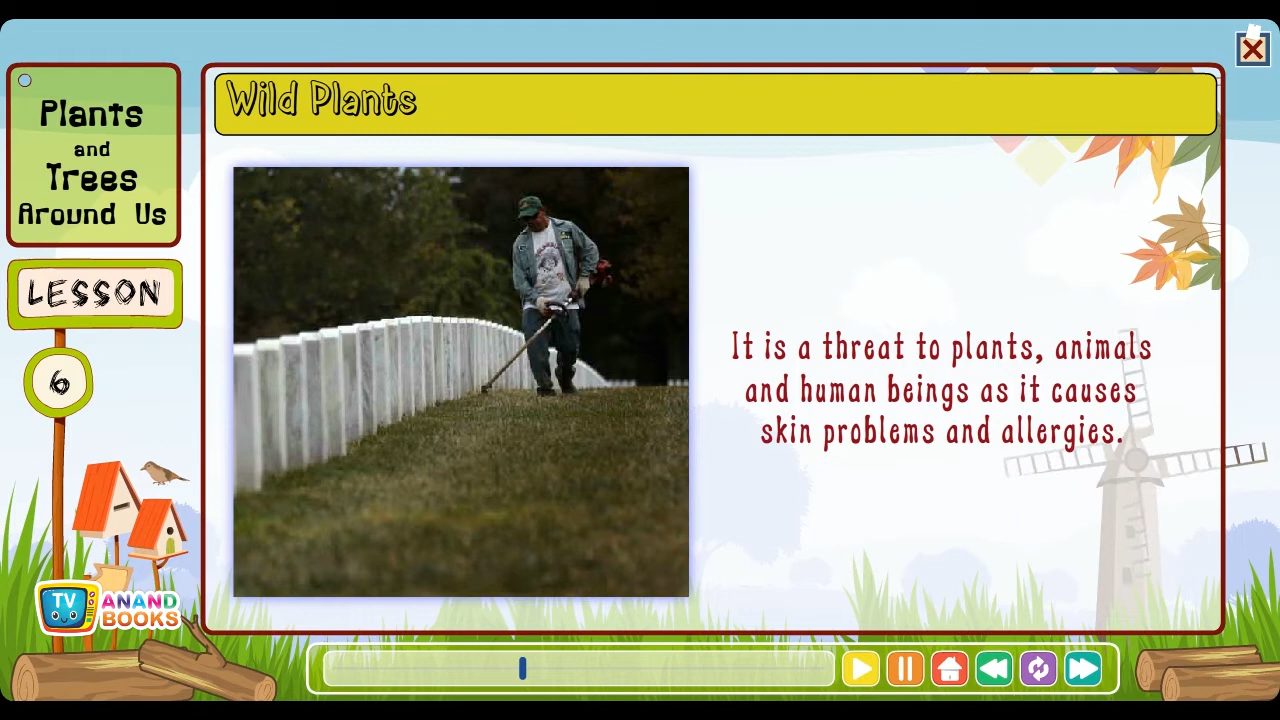 Wild Plants
Plants
and
Trees
Around Us
LESSON
6
It is a threat to plants, animals
and human beings as it causes
skin problems and allergies.
TV
ANAND
BOOKS